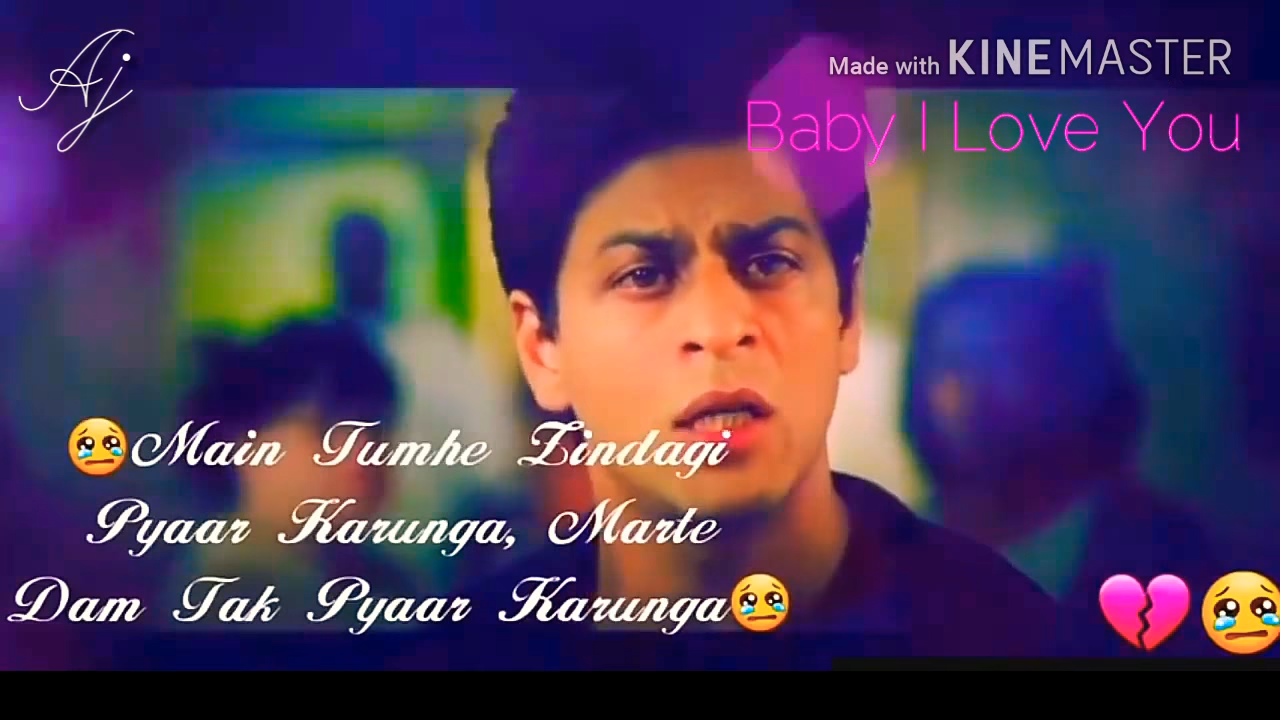 Aj
Made with KINEMASTER
Baby I Love You
😢Main Tumhe Zindagi
Pyaar Karunga, Marte
Dam Tak Pyaar Karunga😢
💔😢